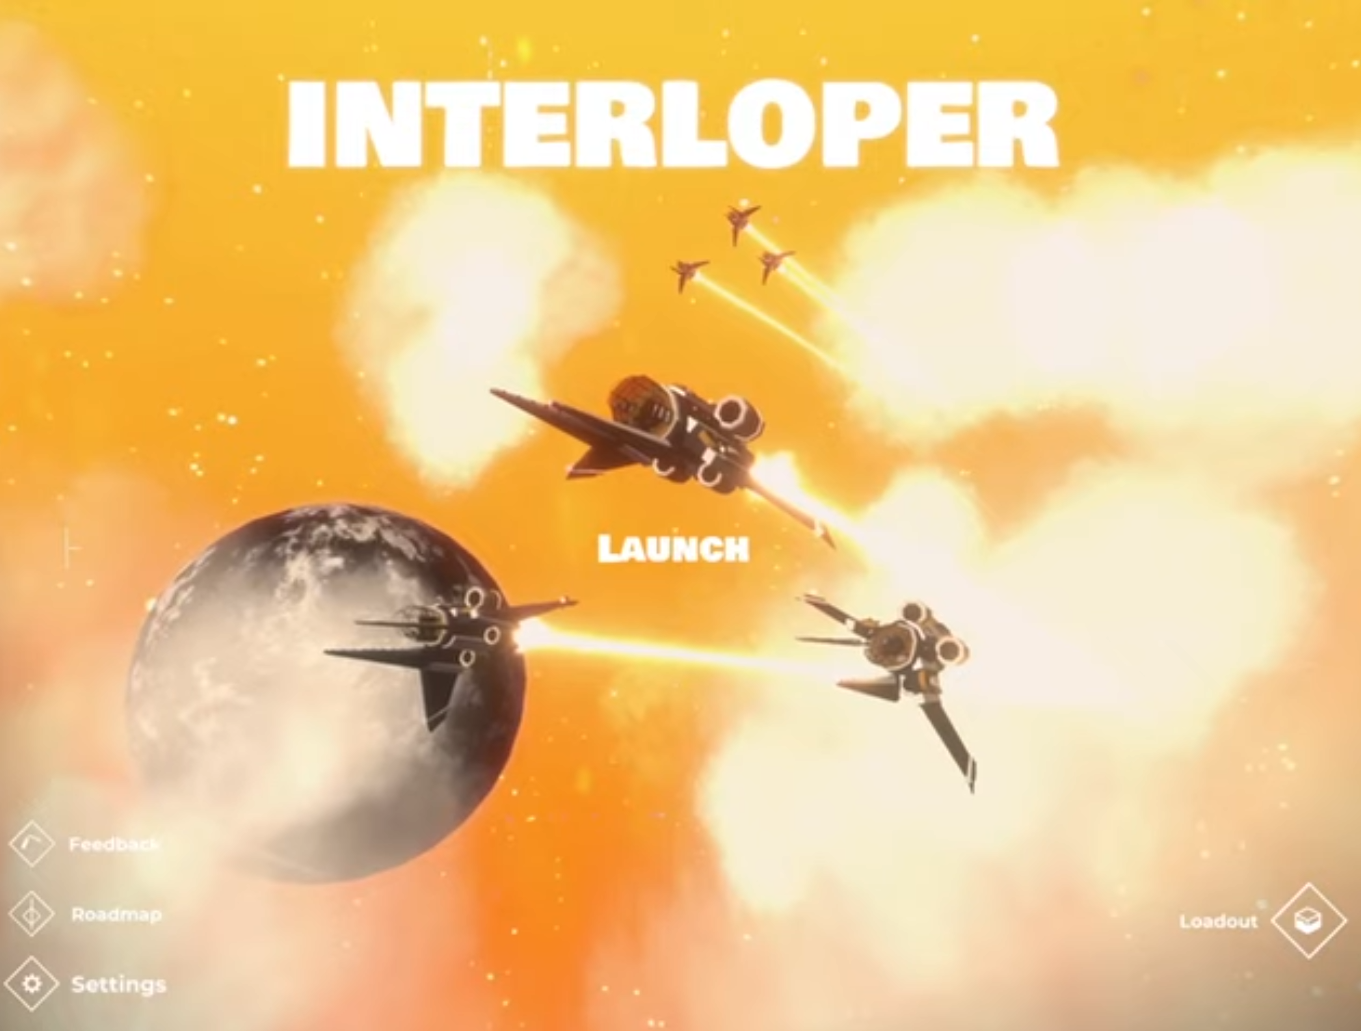 INTERLOPER
LAUNCH
Feedback
Roadmap
Loadout
Settings